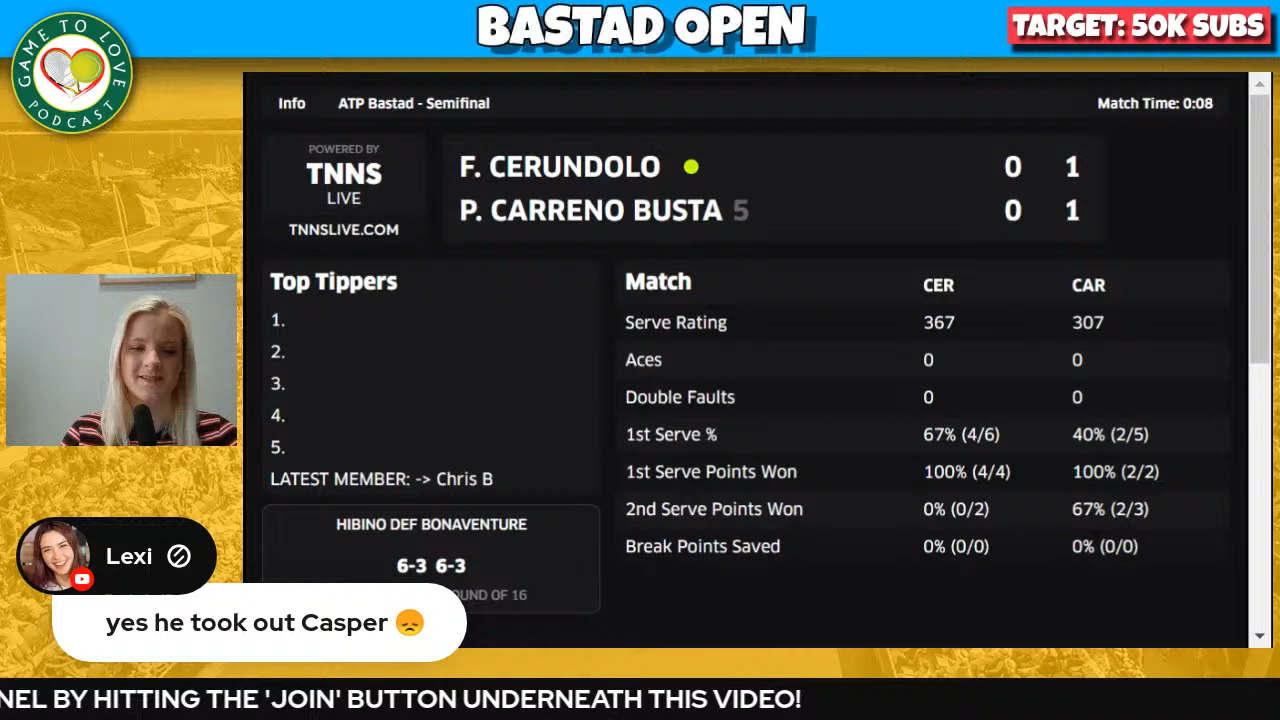 BASTAD OPEN
TARGET: 50K SUBS
GAME TO LOVE
PODCAST
Info ATP Bastad - Semifinal Match Time: 0:08
POWERED BY
TNNS
LIVE
TNNSLIVE.COM
F. CERUNDOLO 0 1
P. CARRENO BUSTA 5 0 1
Top Tippers
1.
2.
3.
4.
5.
LATEST MEMBER: -> Chris B
Match CER CAR
Serve Rating 367 307
Aces 0 0
Double Faults 0 0
1st Serve % 67% (4/6) 40% (2/5)
1st Serve Points Won 100% (4/4) 100% (2/2)
2nd Serve Points Won 0% (0/2) 67% (2/3)
Break Points Saved 0% (0/0) 0% (0/0)
HIBINO DEF BONAVENTURE
6-3 6-3
OUND OF 16
Lexi
yes he took out Casper 😞
NEL BY HITTING THE 'JOIN' BUTTON UNDERNEATH THIS VIDEO!